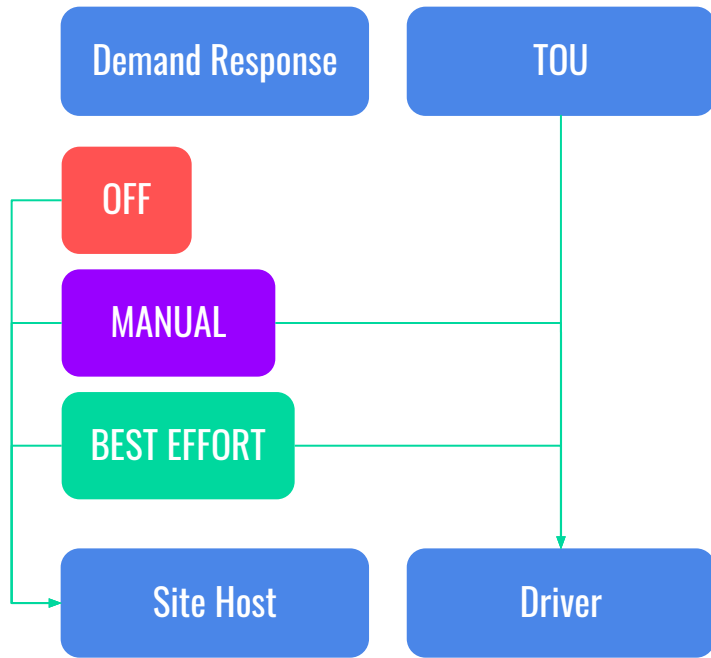 Demand Response
TOU
OFF
MANUAL
BEST EFFORT
Site Host
Driver